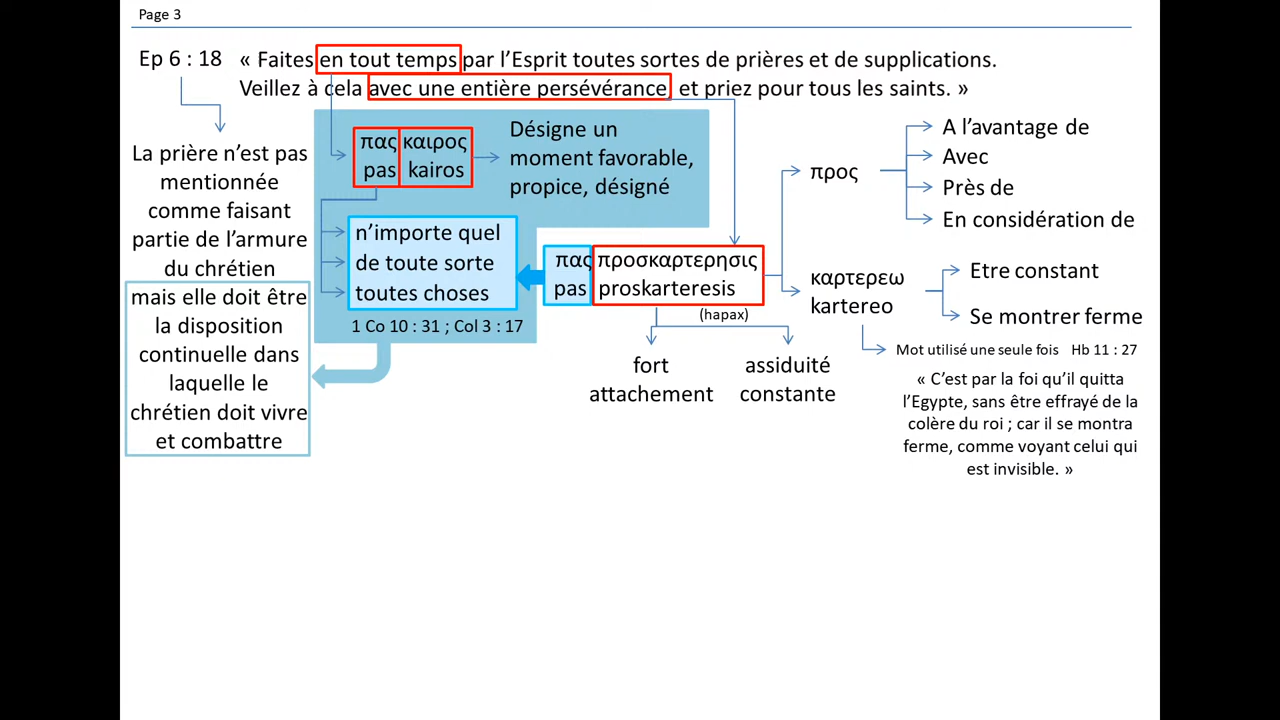 Page 3
Ep 6 : 18
« Faites en tout temps par l’Esprit toutes sortes de prières et de supplications.
Veillez à cela avec une entière persévérance, et priez pour tous les saints. »
La prière n’est pas
mentionnée
comme faisant
partie de l’armure
du chrétien
mais elle doit être
la disposition
continuelle dans
laquelle le
chrétien doit vivre
et combattre
πας καιρος
pas kairos
Désigne un
moment favorable,
propice, désigné
n’importe quel
de toute sorte
toutes choses
1 Co 10 : 31 ; Col 3 : 17
πας προσκαρτερησις
pas proskarteresis
(hapax)
fort
attachement
assiduité
constante
προς
A l’avantage de
Avec
Près de
En considération de
καρτερεω
kartereo
Etre constant
Se montrer ferme
Mot utilisé une seule fois Hb 11 : 27
« C’est par la foi qu’il quitta
l’Egypte, sans être effrayé de la
colère du roi ; car il se montra
ferme, comme voyant celui qui
est invisible. »